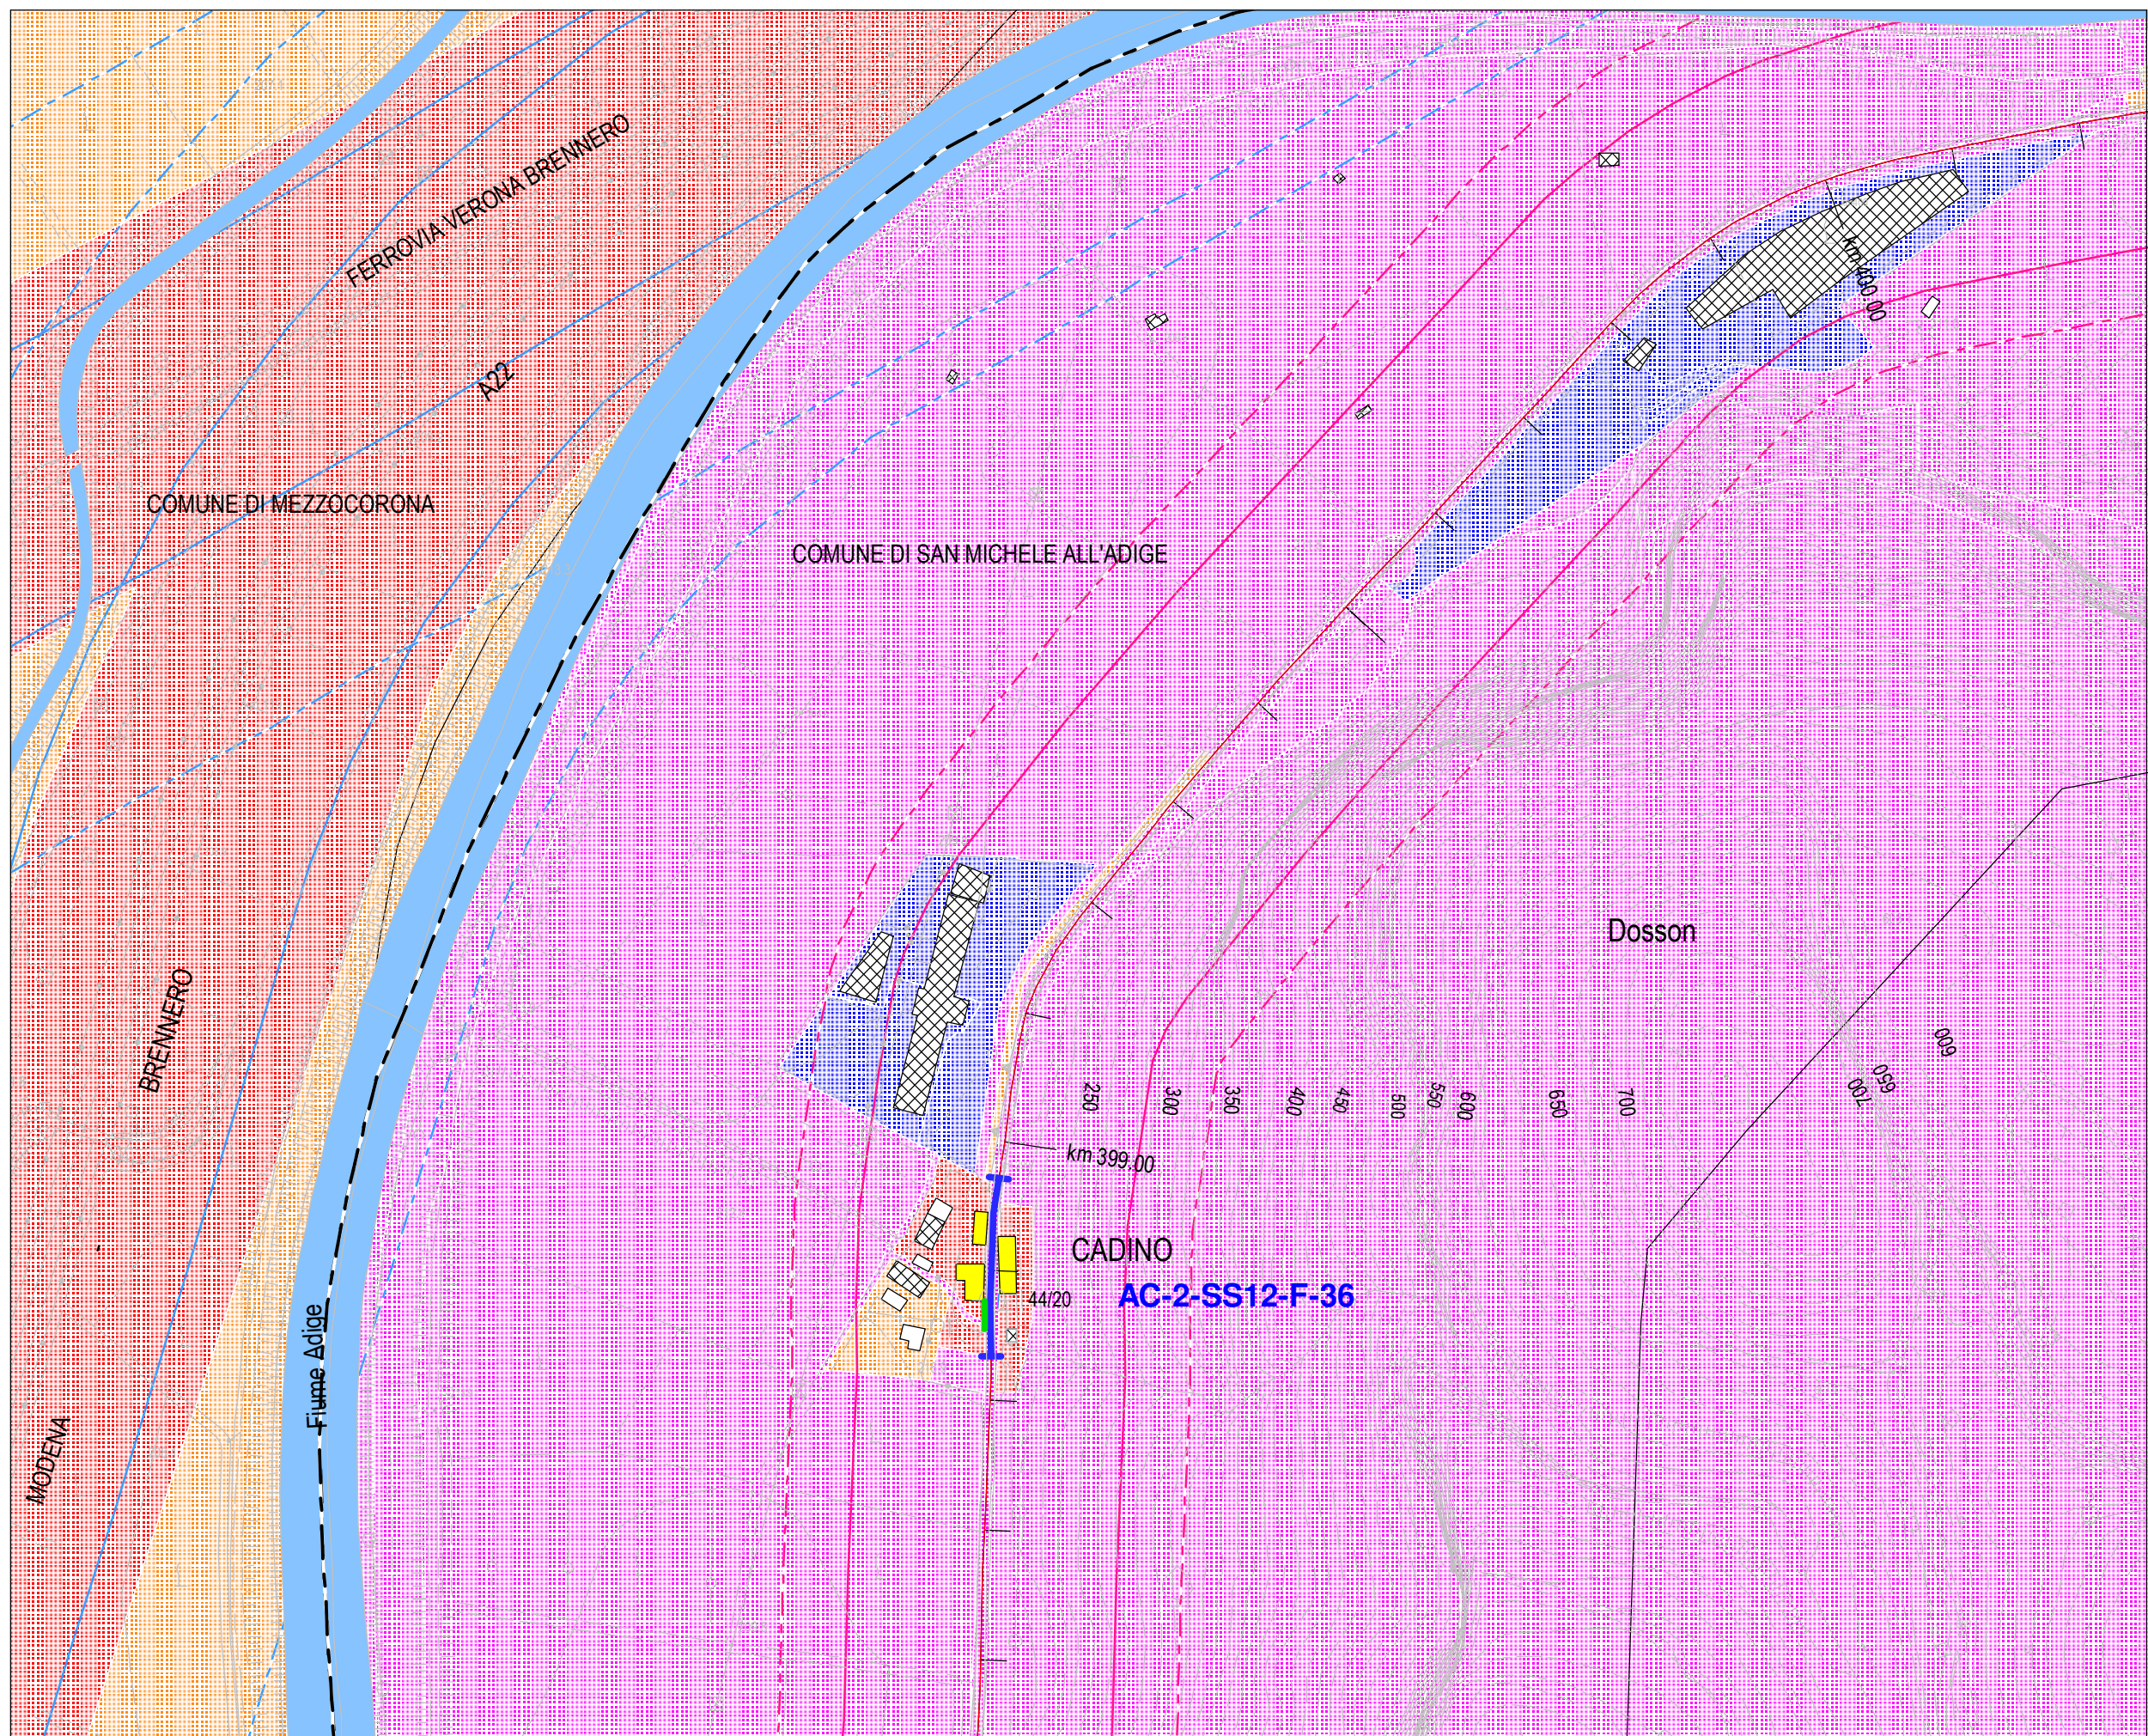 FERROVIA VERONA BRENNERO
km 400.00
A22
COMUNE DI MEZZOCORONA
COMUNE DI SAN MICHELE ALL'ADIGE
Dosson
BRENNERO
250
300
350
400
450
500
550
600
650
700
700
650
600
km 399.00
CADINO
AC-2-SS12-F-36
44/20
Fiume Adige
MODENA